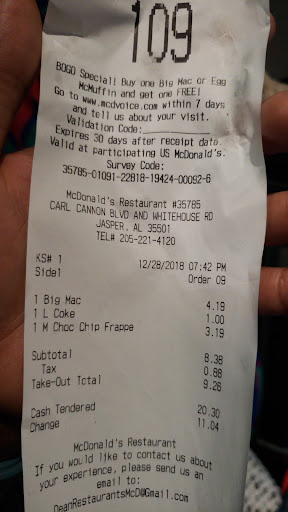 109
BOGO Special! Buy one Big Mac or Egg
McMuffin and get one FREE!
Go to www.mcdvoice.com within 7 days
and tell us about your visit.
Validation Code:
Expires 30 days after receipt date.
Valid at participating US McDonald's.
Survey Code:
35785-01091-22818-19424-00092-6
McDonald's Restaurant #35785
CARL CANNON BLVD AND WHITEHOUSE RD
JASPER, AL 35501
TEL# 205-221-4120
KS# 1 12/28/2018 07:42 PM
Side1 Order 09
1 Big Mac 4.19
1 L Coke 1.00
1 M Choc Chip Frappe 3.19
Subtotal 8.38
Tax 0.88
Take-Out Total 9.26
Cash Tendered 20.30
Change 11.04
McDonald's Restaurant
If you would like to contact us about
your experience, please send us an
email to:
DeanRestaurantsMcD@Gmail.com